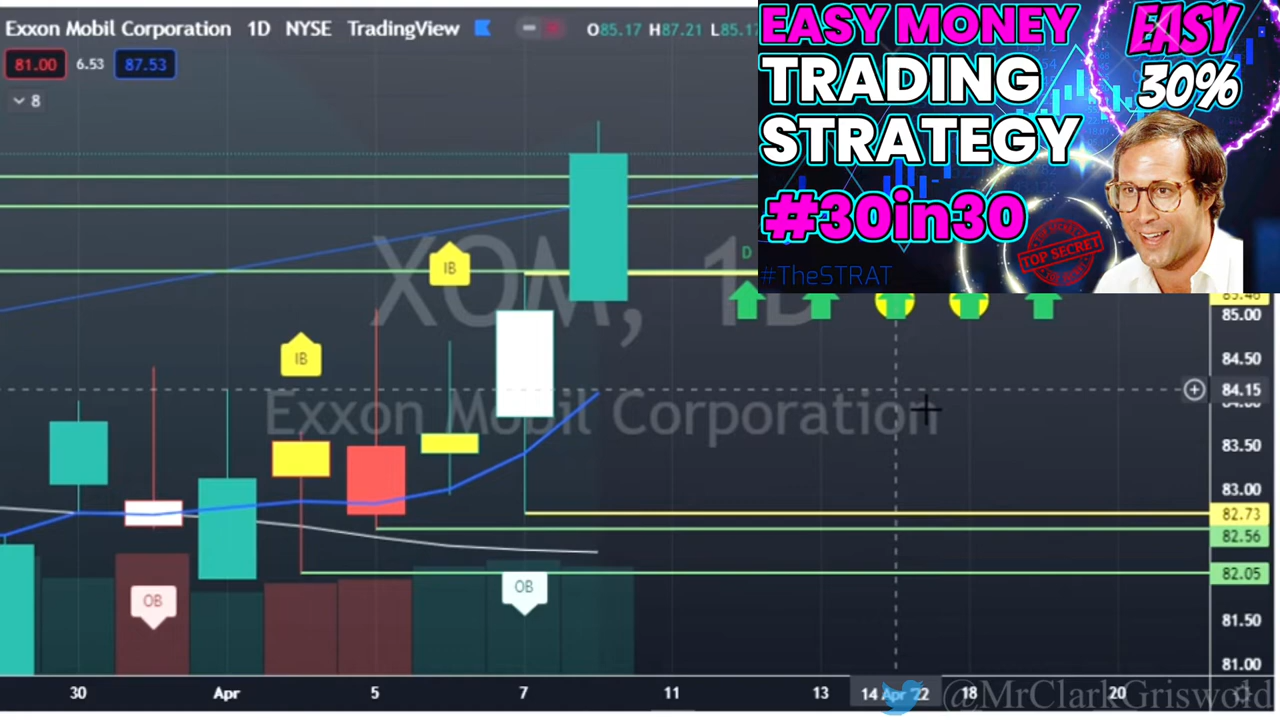 Exxon Mobil Corporation 1D NYSE TradingView O85.17 H87.21 L85.17
81.00 6.53 87.53
8
EASY MONEY
TRADING
STRATEGY
#30in30
#TheSTRAT
EASY
30%
TOP SECRET
XOM, 1D
Exxon Mobil Corporation
IB
IB
D
OB
OB
85.00
84.50
84.15
83.50
83.00
82.73
82.56
82.05
81.50
81.00
30 Apr 5 7 11 13 14 Apr '22 18 20
@MrClarkGriswold